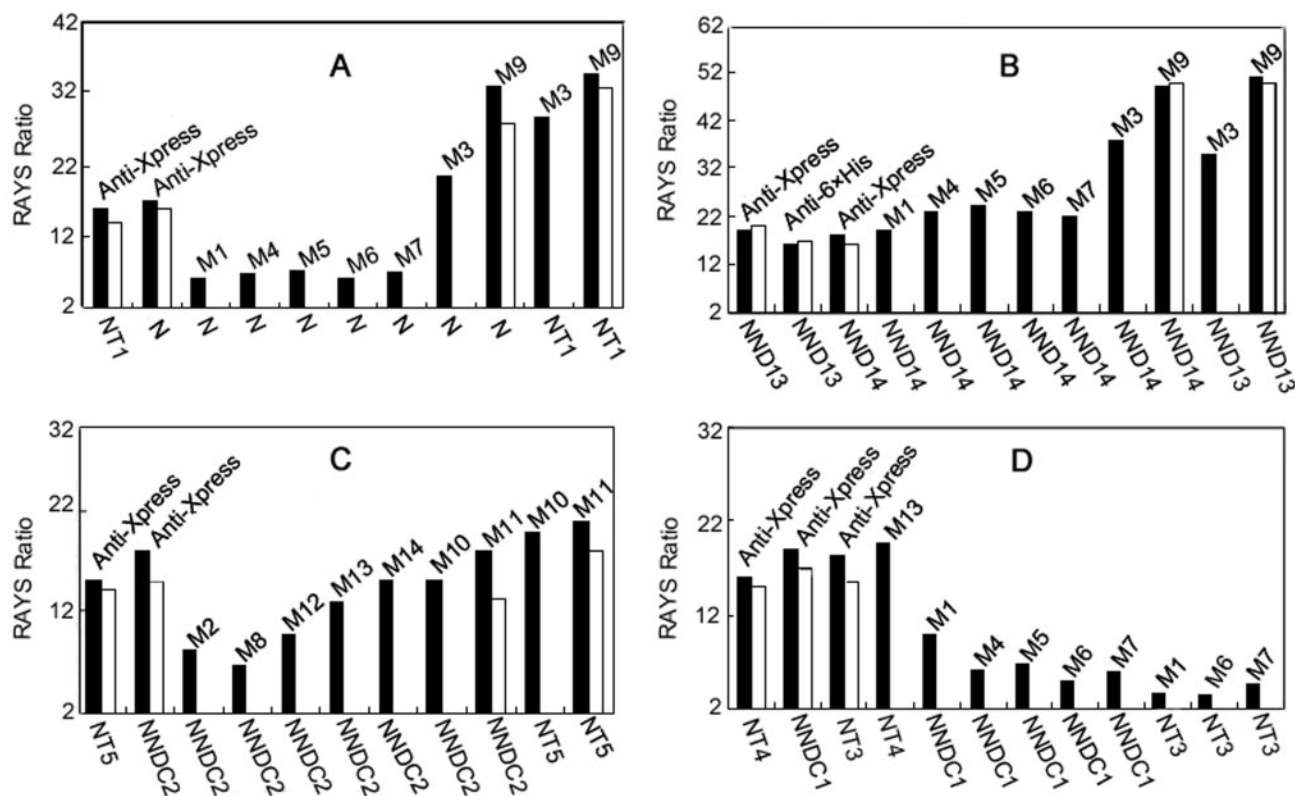 A
RAYS Ratio
42
32
22
12
2
Anti-Xpress
Anti-Xpress
M1
M4
M5
M6
M7
M3
M9
M3
M9
NT1
N
N
N
N
N
N
N
N
NT1
NT1
B
RAYS Ratio
62
52
42
32
22
12
2
Anti-Xpress
Anti-6×His
Anti-Xpress
M1
M4
M5
M6
M7
M3
M9
M3
M9
NND13
NND13
NND14
NND14
NND14
NND14
NND14
NND14
NND14
NND14
NND13
NND13
C
RAYS Ratio
32
22
12
2
Anti-Xpress
Anti-Xpress
M2
M8
M12
M13
M14
M10
M11
M10
M11
NT5
NNDC2
NNDC2
NNDC2
NNDC2
NNDC2
NNDC2
NNDC2
NNDC2
NT5
NT5
D
RAYS Ratio
32
22
12
2
Anti-Xpress
Anti-Xpress
Anti-Xpress
M13
M1
M4
M5
M6
M7
M1
M6
M7
NT4
NNDC1
NT3
NT4
NNDC1
NNDC1
NNDC1
NNDC1
NNDC1
NT3
NT3
NT3